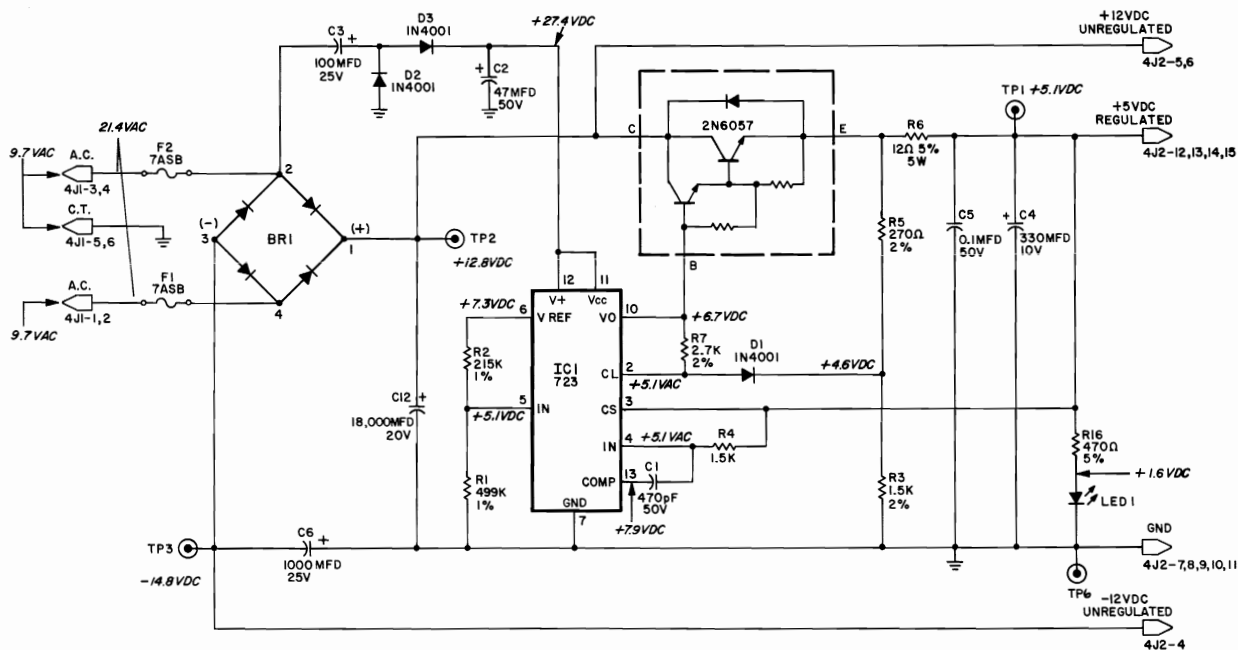 +27.4VDC
+12VDC
UNREGULATED
4J2-5,6
C3
+
100MFD
25V
D3
1N4001
D2
1N4001
+
C2
47MFD
50V
TP1
+5.1VDC
+5VDC
REGULATED
4J2-12,13,14,15
C
2N6057
E
B
R6
12Ω 5%
5W
21.4VAC
9.7VAC
A.C.
4J1-3,4
F2
7ASB
2
C.T.
4J1-5,6
(-)
3
BR1
(+)
1
TP2
+12.8VDC
A.C.
4J1-1,2
F1
7ASB
4
9.7VAC
R5
270Ω
2%
C5
0.1MFD
50V
+
C4
330MFD
10V
12
11
V+
Vcc
+7.3VDC
6
V REF
VO
10
+6.7VDC
R2
215K
1%
IC1
723
R7
2.7K
2%
D1
1N4001
+4.6VDC
CL
2
+5.1VAC
C12
+
18,000MFD
20V
5
IN
+5.1VDC
CS
3
IN
4
+5.1VAC
R4
1.5K
R16
470Ω
5%
+1.6VDC
R1
499K
1%
COMP
13
C1
470pF
50V
R3
1.5K
2%
LED1
GND
7
+7.9VDC
TP3
-14.8VDC
C6
+
1000MFD
25V
GND
4J2-7,8,9,10,11
TP6
-12VDC
UNREGULATED
4J2-4